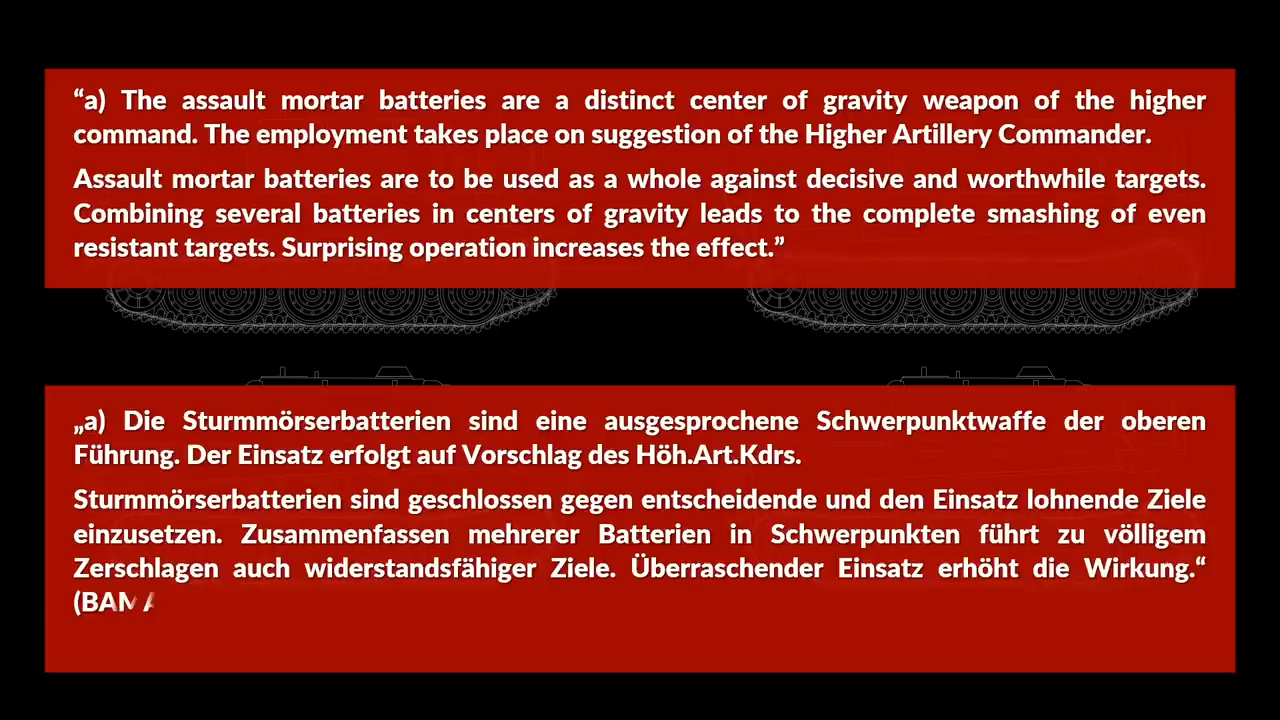 “a) The assault mortar batteries are a distinct center of gravity weapon of the higher
command. The employment takes place on suggestion of the Higher Artillery Commander.
Assault mortar batteries are to be used as a whole against decisive and worthwhile targets.
Combining several batteries in centers of gravity leads to the complete smashing of even
resistant targets. Surprising operation increases the effect.”
„a) Die Sturmmörserbatterien sind eine ausgesprochene Schwerpunktwaffe der oberen
Führung. Der Einsatz erfolgt auf Vorschlag des Höh.Art.Kdrs.
Sturmmörserbatterien sind geschlossen gegen entscheidende und den Einsatz lohnende Ziele
einzusetzen. Zusammenfassen mehrerer Batterien in Schwerpunkten führt zu völligem
Zerschlagen auch widerstandsfähiger Ziele. Überraschender Einsatz erhöht die Wirkung.“